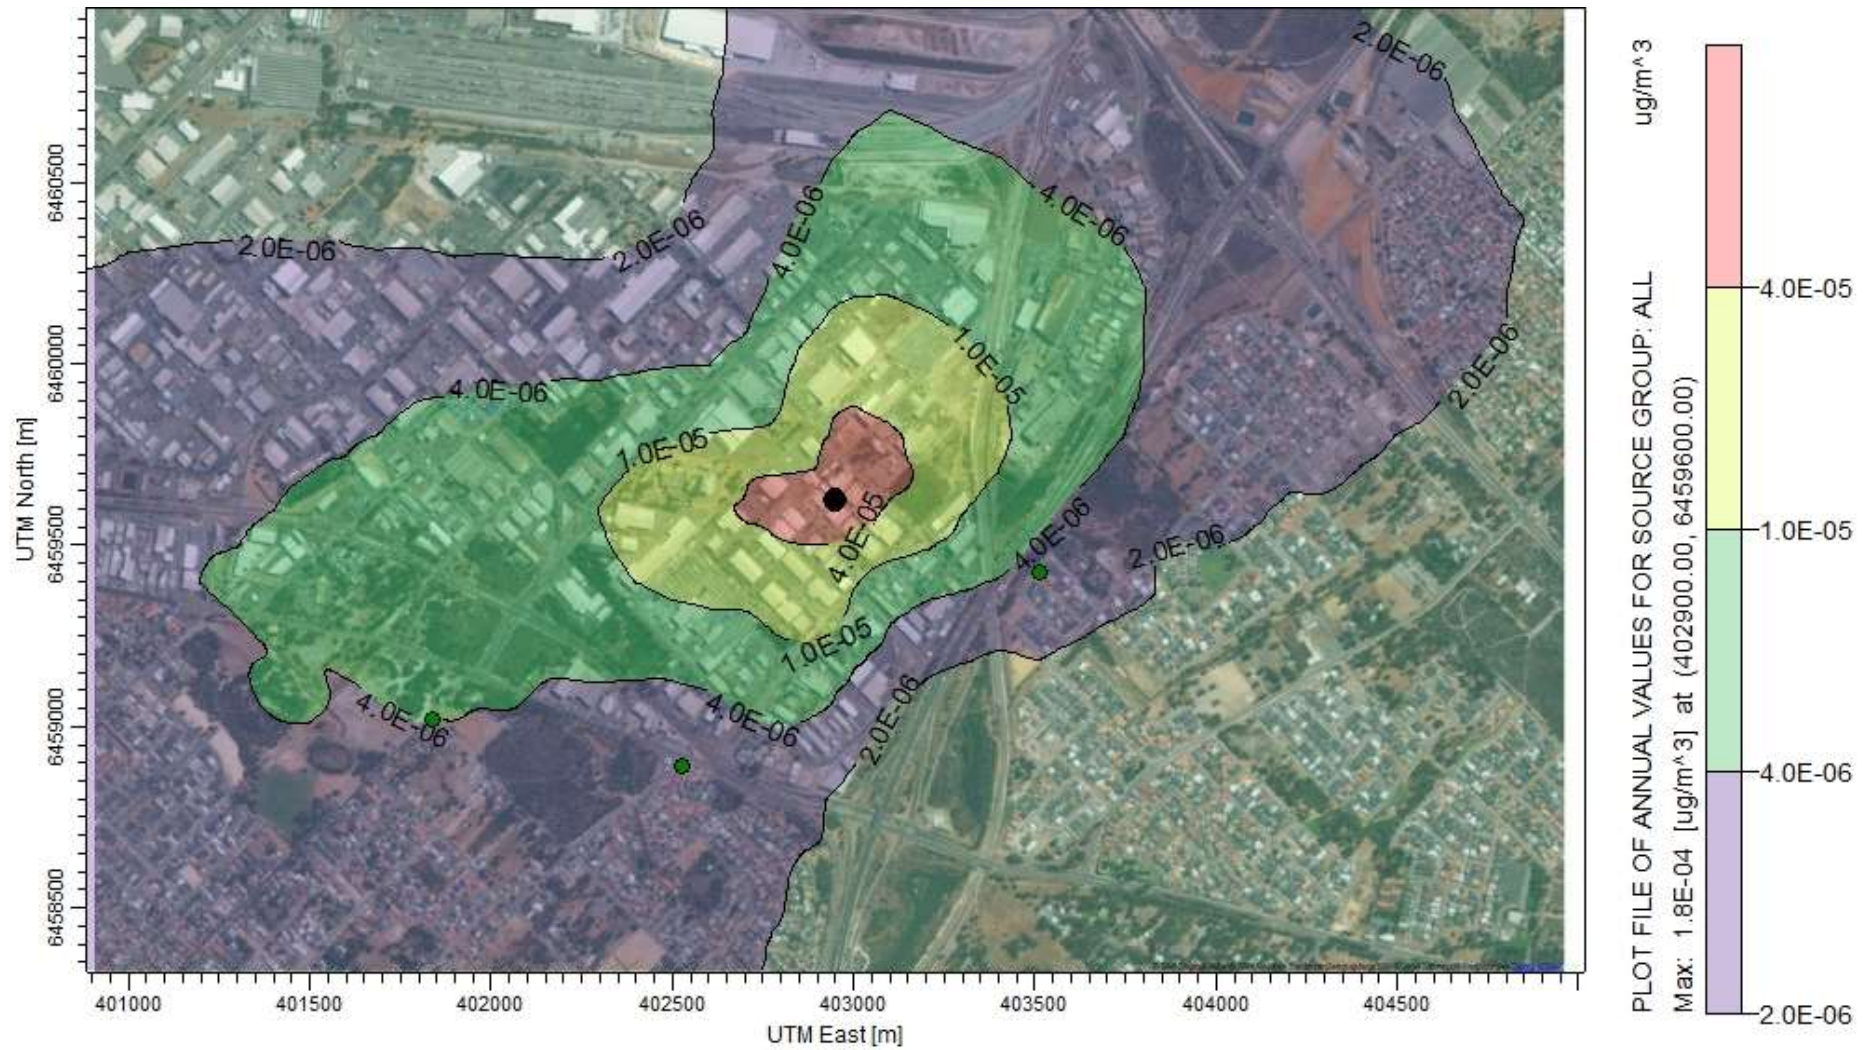 2.0E-06
2.0E-06
2.0E-06
4.0E-06
4.0E-06
1.0E-05
2.0E-06
4.0E-06
1.0E-05
4.0E-05
4.0E-06
2.0E-06
1.0E-05
4.0E-06
4.0E-06
2.0E-06
6460500
6460000
6459500
6459000
6458500
UTM North [m]
401000 401500 402000 402500 403000 403500 404000 404500
UTM East [m]
PLOT FILE OF ANNUAL VALUES FOR SOURCE GROUP: ALL ug/m^3
Max: 1.8E-04 [ug/m^3] at (402900.00, 6459600.00)
4.0E-05
1.0E-05
4.0E-06
2.0E-06